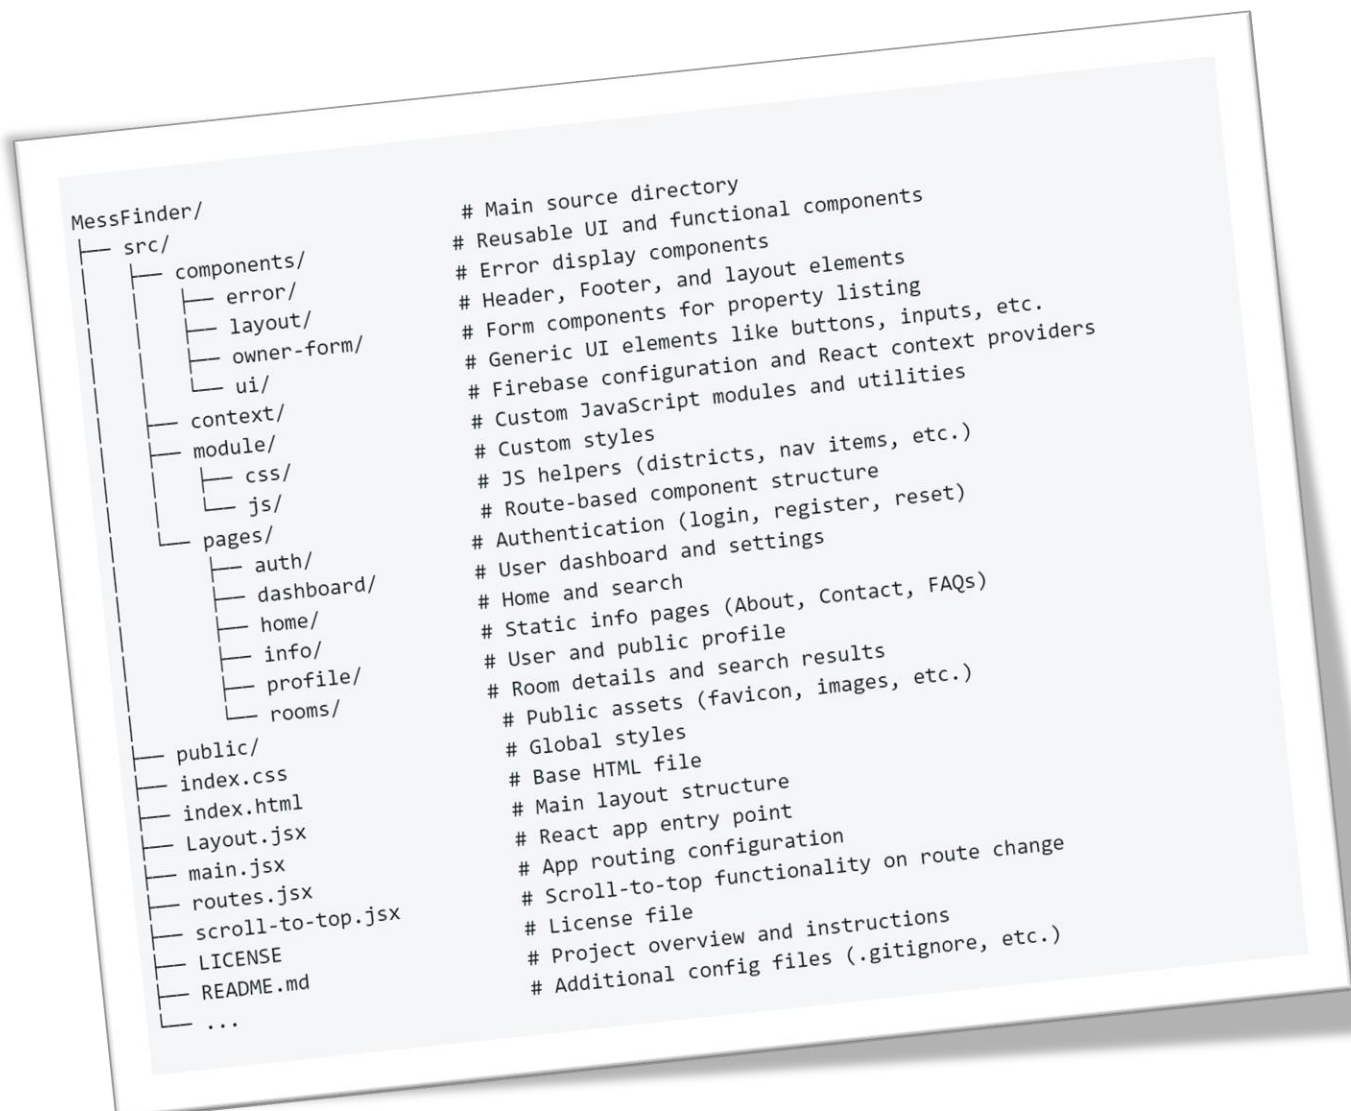 MessFinder/
├── src/                        # Main source directory
│   ├── components/             # Reusable UI and functional components
│   │   ├── error/              # Error display components
│   │   ├── layout/             # Header, Footer, and layout elements
│   │   ├── owner-form/         # Form components for property listing
│   │   └── ui/                 # Generic UI elements like buttons, inputs, etc.
│   ├── context/                # Firebase configuration and React context providers
│   ├── module/                 # Custom JavaScript modules and utilities
│   │   ├── css/                # Custom styles
│   │   └── js/                 # JS helpers (districts, nav items, etc.)
│   └── pages/                  # Route-based component structure
│       ├── auth/               # Authentication (login, register, reset)
│       ├── dashboard/          # User dashboard and settings
│       ├── home/               # Home and search
│       ├── info/               # Static info pages (About, Contact, FAQs)
│       ├── profile/            # User and public profile
│       └── rooms/              # Room details and search results
├── public/                     # Public assets (favicon, images, etc.)
├── index.css                   # Global styles
├── index.html                  # Base HTML file
├── Layout.jsx                  # Main layout structure
├── main.jsx                    # React app entry point
├── routes.jsx                  # App routing configuration
├── scroll-to-top.jsx           # Scroll-to-top functionality on route change
├── LICENSE                     # License file
├── README.md                   # Project overview and instructions
└── ...                         # Additional config files (.gitignore, etc.)